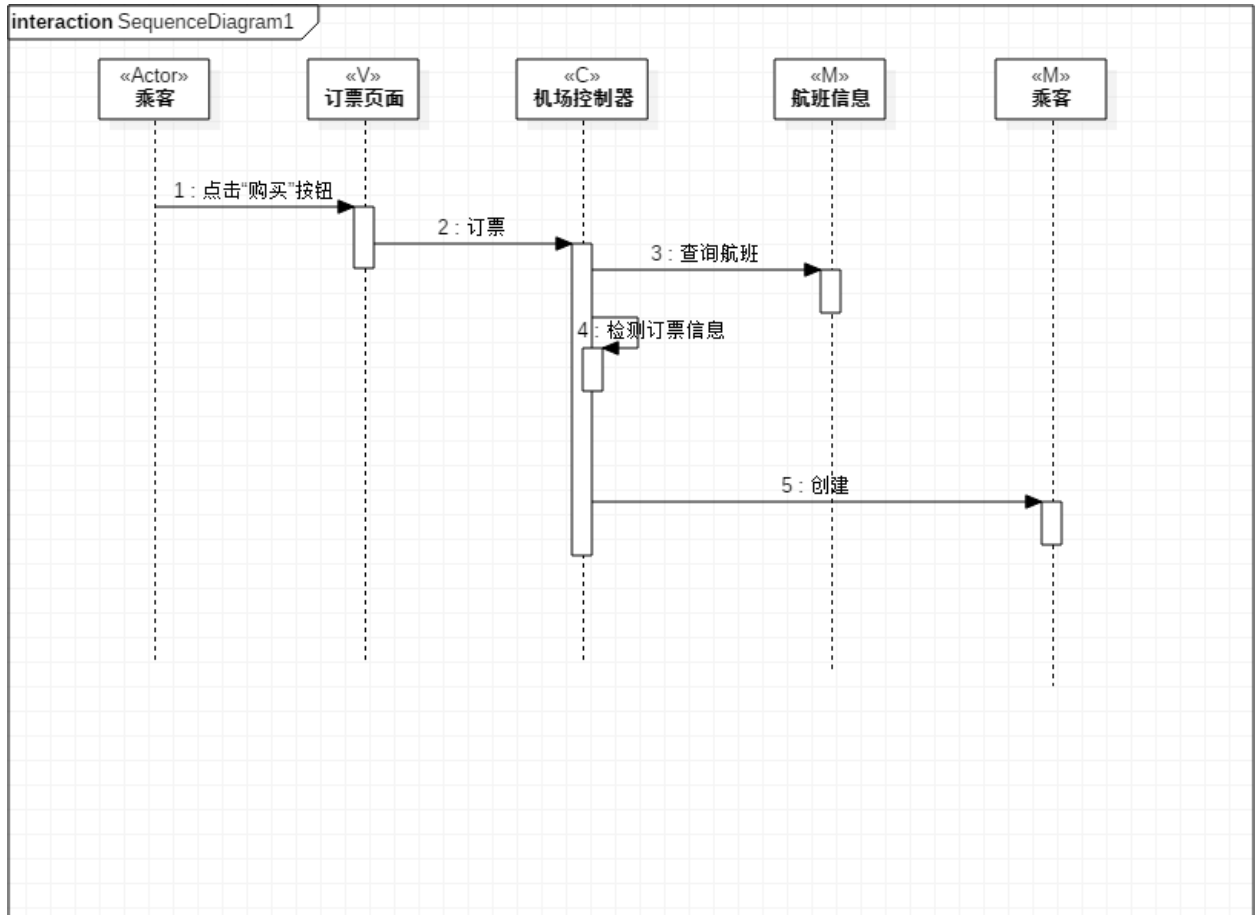 interaction SequenceDiagram1
«Actor»
乘客
«V»
订票页面
«C»
机场控制器
«M»
航班信息
«M»
乘客
1 : 点击“购买”按钮
2 : 订票
3 : 查询航班
4 : 检测订票信息
5 : 创建